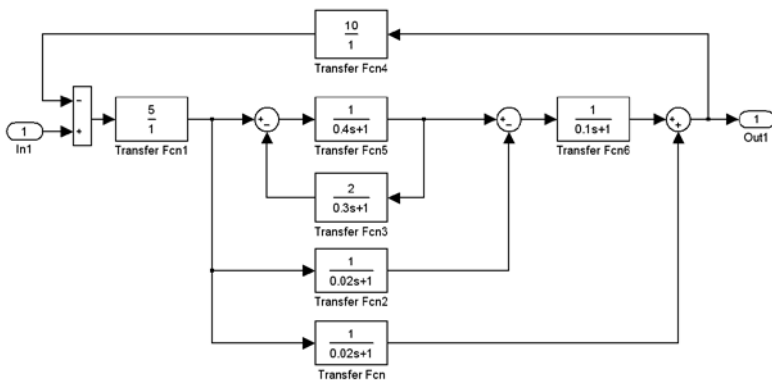 10
1
Transfer Fcn4
-
+
1
In1
5
1
Transfer Fcn1
+
-
1
0.4s+1
Transfer Fcn5
+
-
1
0.1s+1
Transfer Fcn6
+
+
1
Out1
2
0.3s+1
Transfer Fcn3
1
0.02s+1
Transfer Fcn2
1
0.02s+1
Transfer Fcn